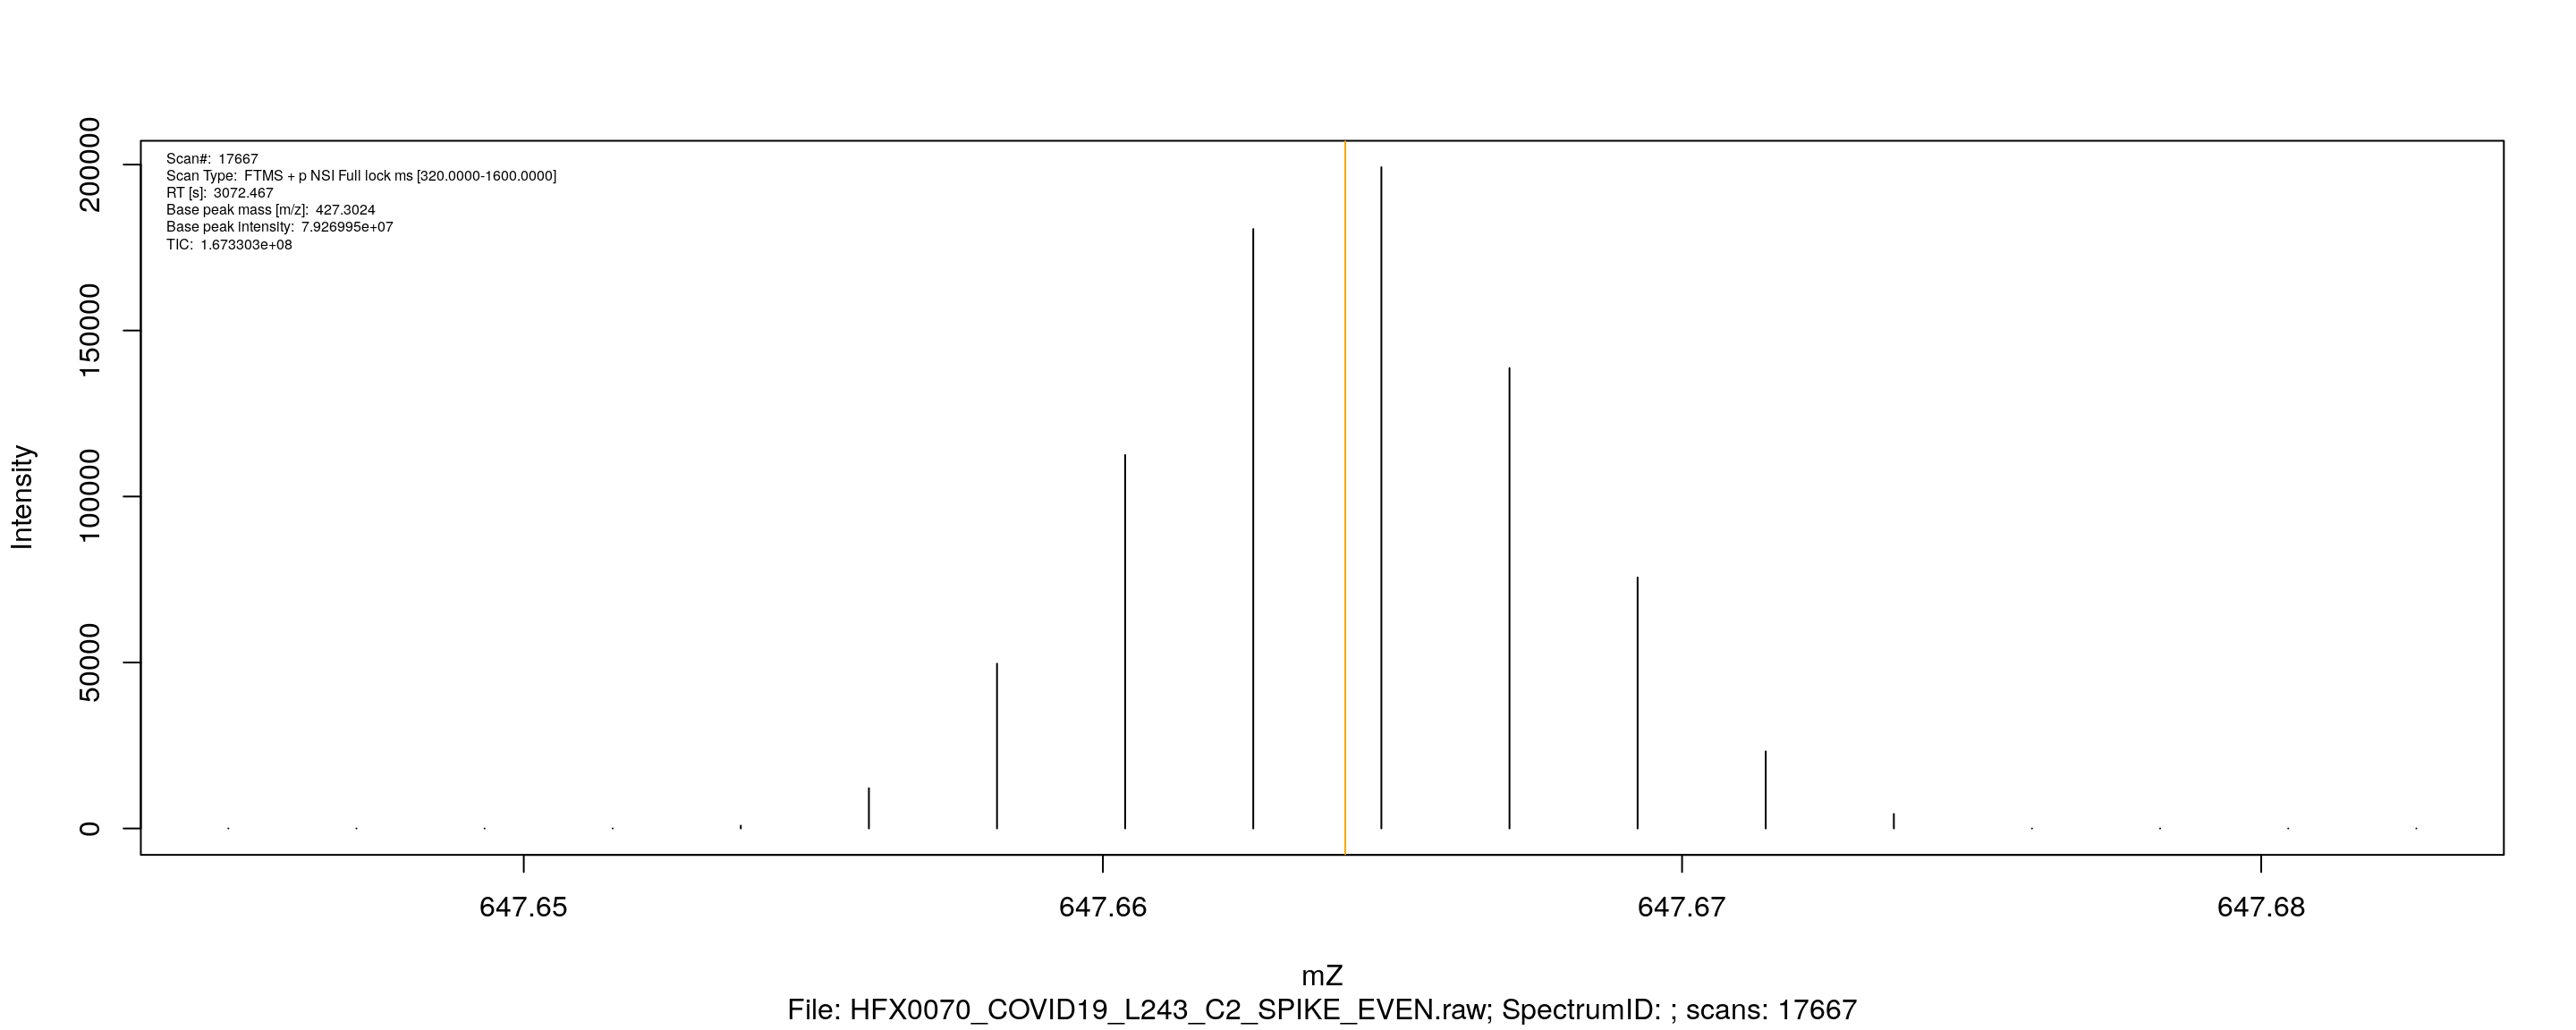 Scan#: 17667
Scan Type: FTMS + p NSI Full lock ms [320.0000-1600.0000]
RT [s]: 3072.467
Base peak mass [m/z]: 427.3024
Base peak intensity: 7.926995e+07
TIC: 1.673303e+08
200000
150000
100000
50000
0
Intensity
647.65 647.66 647.67 647.68
mZ
File: HFX0070_COVID19_L243_C2_SPIKE_EVEN.raw; SpectrumID: ; scans: 17667